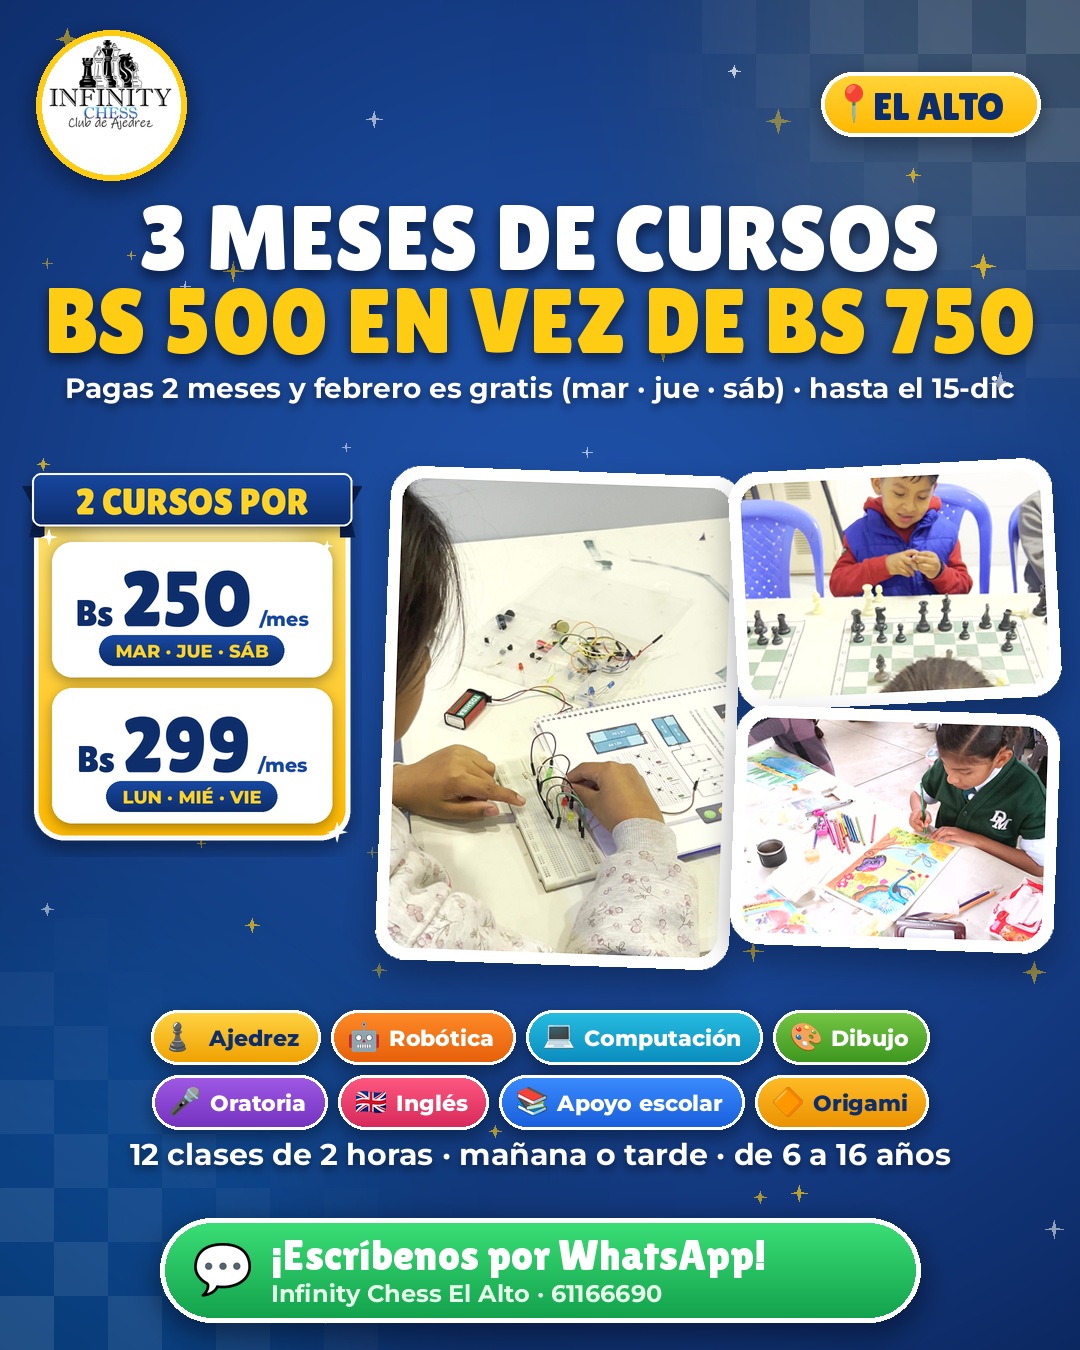 INFINITY
CHESS
Club de Ajedrez
📍 EL ALTO
3 MESES DE CURSOS
BS 500 EN VEZ DE BS 750
Pagas 2 meses y febrero es gratis (mar · jue · sáb) · hasta el 15-dic
2 CURSOS POR
Bs 250 /mes
MAR · JUE · SÁB
Bs 299 /mes
LUN · MIÉ · VIE
Ajedrez
Robótica
Computación
Dibujo
Oratoria
Inglés
Apoyo escolar
Origami
12 clases de 2 horas · mañana o tarde · de 6 a 16 años
¡Escríbenos por WhatsApp!
Infinity Chess El Alto · 61166690